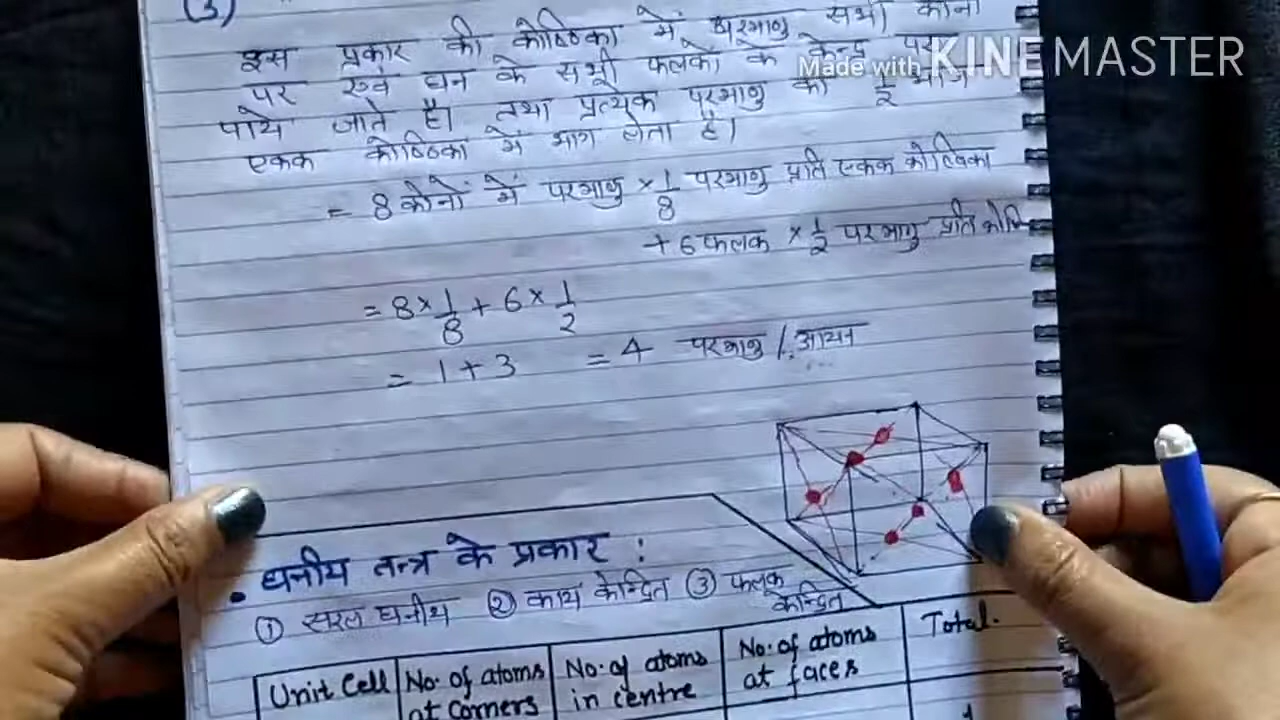 (3)
इस प्रकार की कोष्ठिका में परमाणु सभी कोनों
पर एवं घन के सभी फलकों के केन्द्र पर
पाये जाते है। तथा प्रत्येक परमाणु का 1/2 भाग
एकक कोष्ठिका में भाग लेता है।
= 8 कोनों में परमाणु × 1/8 परमाणु प्रति एकक कोष्ठिका
+ 6 फलक × 1/2 परमाणु प्रति
= 8 × 1/8 + 6 × 1/2
= 1 + 3 = 4 परमाणु /
• घनीय तन्त्र के प्रकार :
① सरल घनीय ② काय केन्द्रित ③ फलक
केन्द्रित
Unit Cell No. of atoms at corners No. of atoms in centre No. of atoms at faces Total.
Made with KINEMASTER